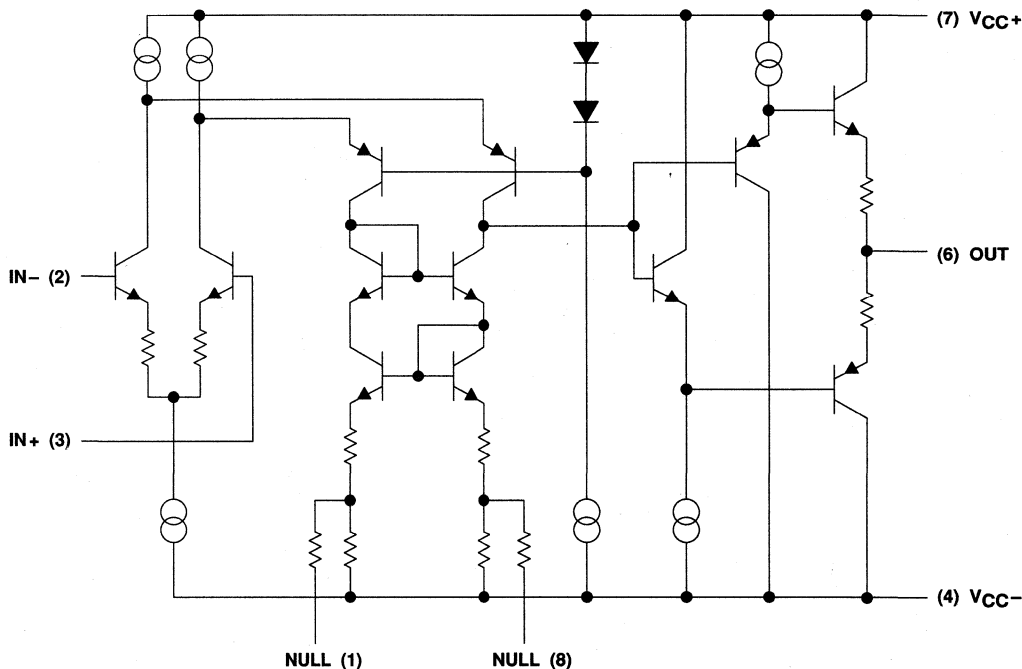 (7) VCC+
IN− (2)
(6) OUT
IN+ (3)
(4) VCC−
NULL (1)
NULL (8)